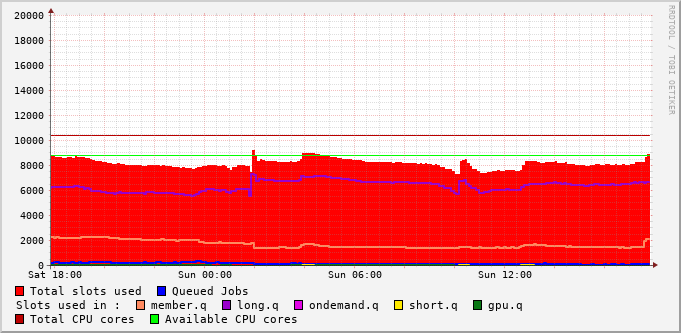 20000
18000
16000
14000
12000
10000
8000
6000
4000
2000
0
Sat 18:00 Sun 00:00 Sun 06:00 Sun 12:00
Total slots used Queued Jobs
Slots used in : member.q long.q ondemand.q short.q gpu.q
Total CPU cores Available CPU cores
RRDTOOL / TOBI OETIKER